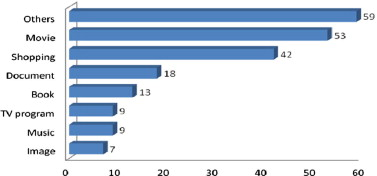 Others 59
Movie 53
Shopping 42
Document 18
Book 13
TV program 9
Music 9
Image 7
0 10 20 30 40 50 60